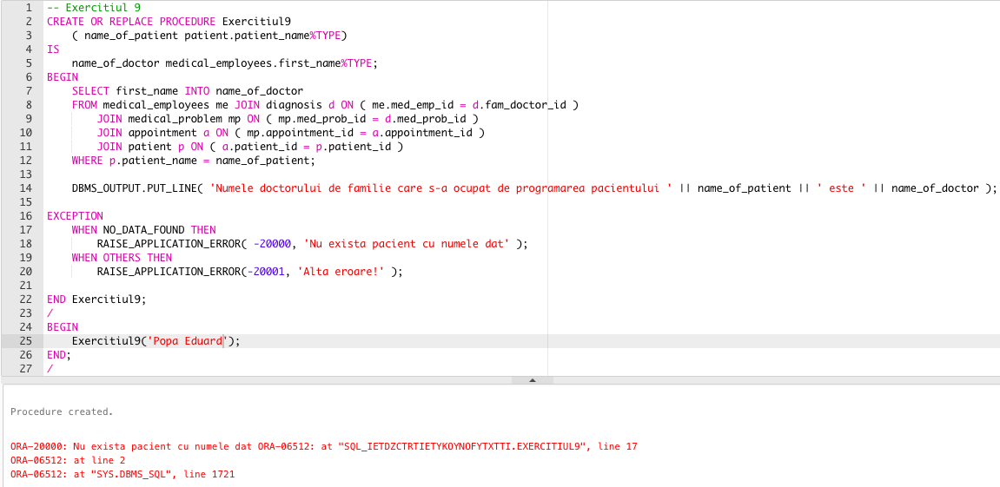 1 -- Exercitiul 9
2 CREATE OR REPLACE PROCEDURE Exercitiul9
3     ( name_of_patient patient.patient_name%TYPE)
4 IS
5     name_of_doctor medical_employees.first_name%TYPE;
6 BEGIN
7     SELECT first_name INTO name_of_doctor
8     FROM medical_employees me JOIN diagnosis d ON ( me.med_emp_id = d.fam_doctor_id )
9         JOIN medical_problem mp ON ( mp.med_prob_id = d.med_prob_id )
10         JOIN appointment a ON ( mp.appointment_id = a.appointment_id )
11         JOIN patient p ON ( a.patient_id = p.patient_id )
12     WHERE p.patient_name = name_of_patient;
13
14     DBMS_OUTPUT.PUT_LINE( 'Numele doctorului de familie care s-a ocupat de programarea pacientului ' || name_of_patient || ' este ' || name_of_doctor );
15
16 EXCEPTION
17     WHEN NO_DATA_FOUND THEN
18         RAISE_APPLICATION_ERROR( -20000, 'Nu exista pacient cu numele dat' );
19     WHEN OTHERS THEN
20         RAISE_APPLICATION_ERROR(-20001, 'Alta eroare!' );
21
22 END Exercitiul9;
23 /
24 BEGIN
25     Exercitiul9('Popa Eduard');
26 END;
27 /
Procedure created.
ORA-20000: Nu exista pacient cu numele dat ORA-06512: at "SQL_IETDZCTRTIETYKOYNOFYTXTTI.EXERCITIUL9", line 17
ORA-06512: at line 2
ORA-06512: at "SYS.DBMS_SQL", line 1721